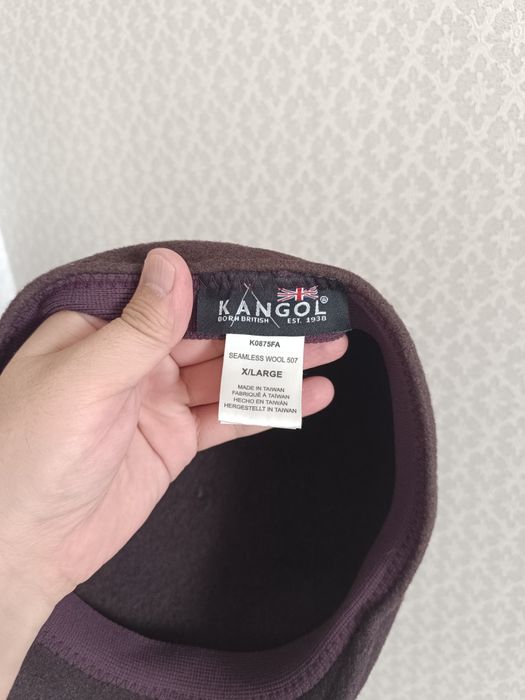 KANGOL®
BORN BRITISH EST. 1938
K0875FA
SEAMLESS WOOL 507
X/LARGE
MADE IN TAIWAN
FABRIQUÉ A TAIWAN
HECHO EN TAIWÁN
HERGESTELLT IN TAIWAN